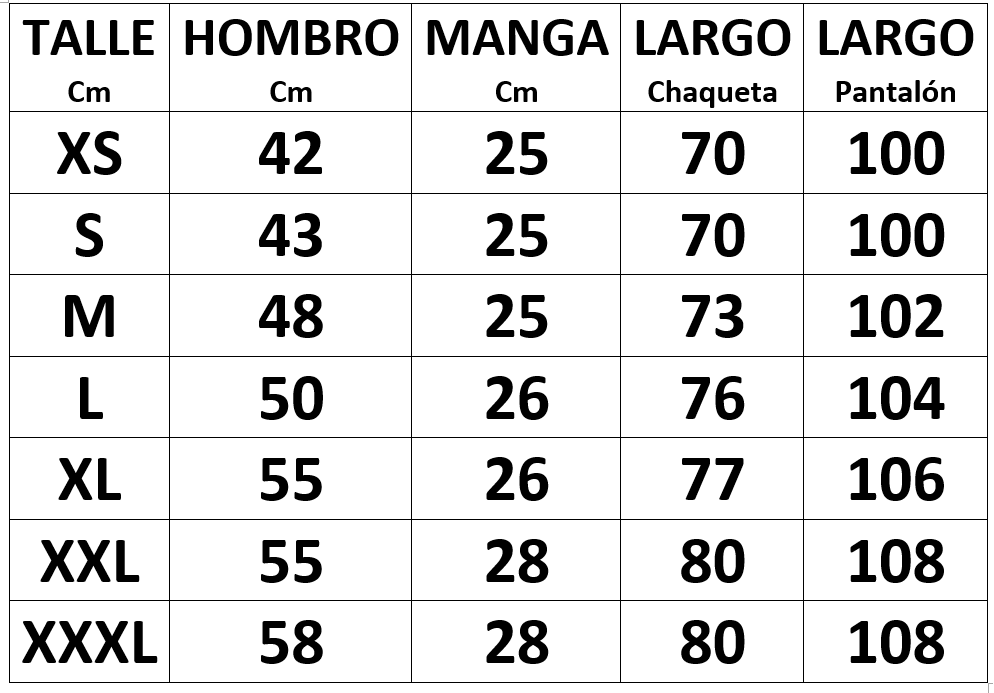 TALLE HOMBRO MANGA LARGO LARGO
Cm Cm Cm Chaqueta Pantalón
XS 42 25 70 100
S 43 25 70 100
M 48 25 73 102
L 50 26 76 104
XL 55 26 77 106
XXL 55 28 80 108
XXXL 58 28 80 108